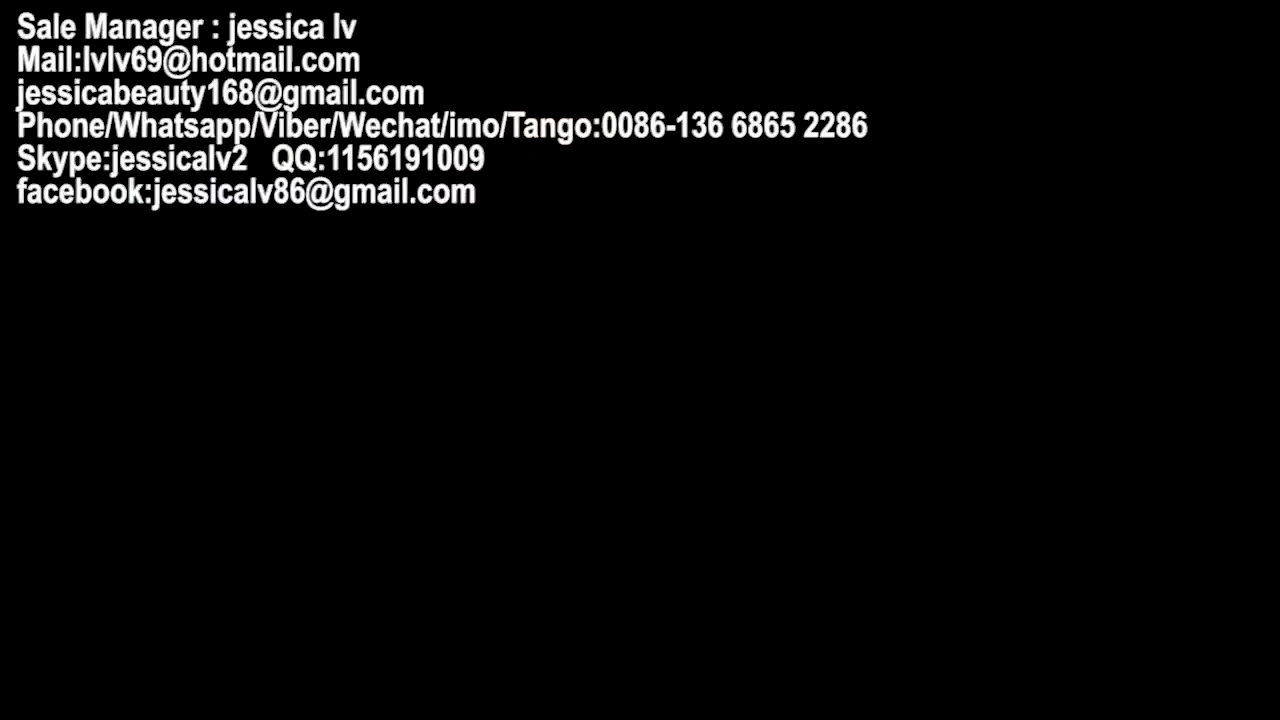 Sale Manager : jessica lv
Mail:lvlv69@hotmail.com
jessicabeauty168@gmail.com
Phone/Whatsapp/Viber/Wechat/imo/Tango:0086-136 6865 2286
Skype:jessicalv2   QQ:1156191009
facebook:jessicalv86@gmail.com